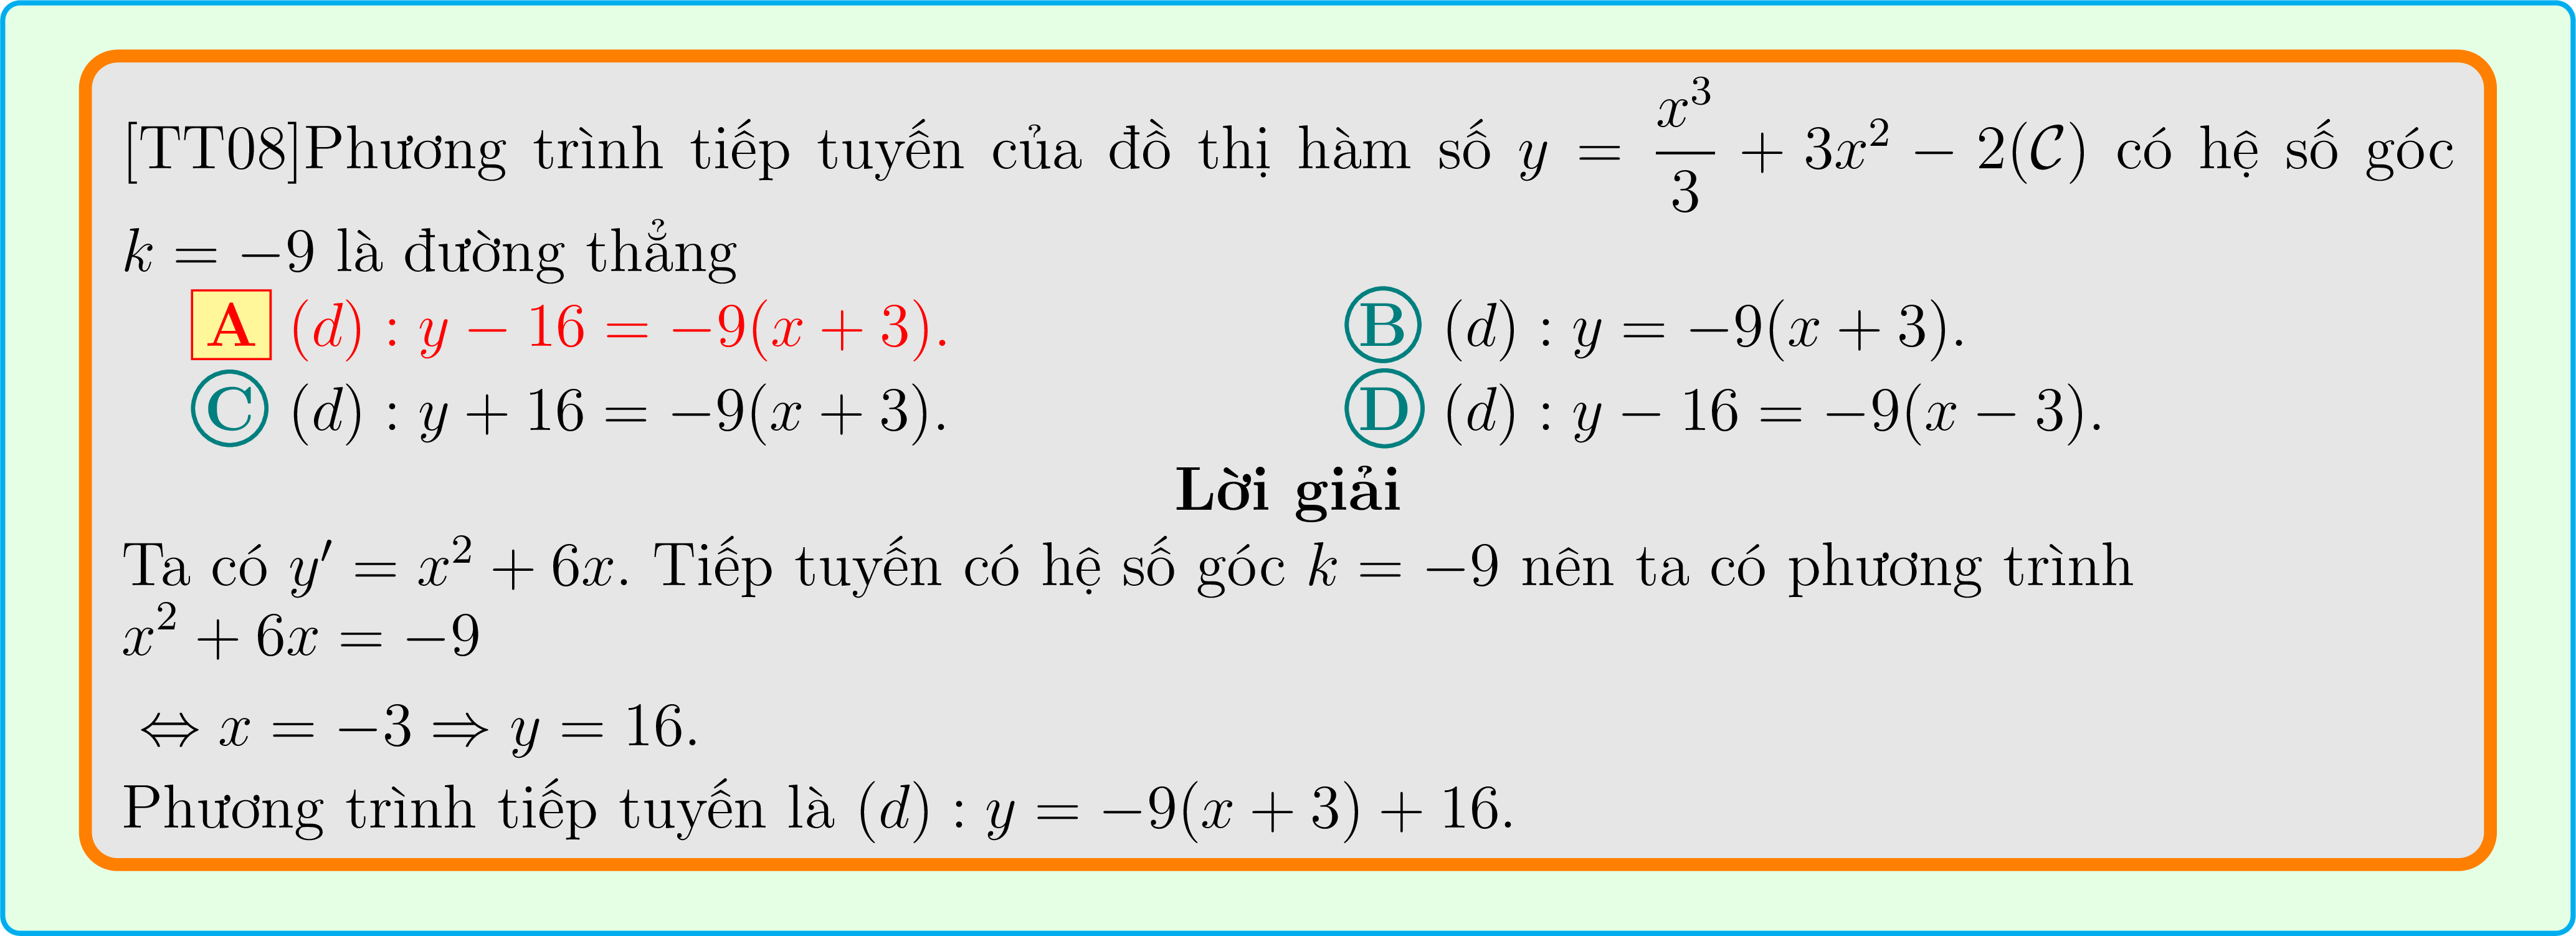 [TT08]Phương trình tiếp tuyến của đồ thị hàm số $y = \dfrac{x^3}{3} + 3x^2 - 2(\mathcal{C})$ có hệ số góc
$k = -9$ là đường thẳng
A $(d) : y - 16 = -9(x + 3)$. B $(d) : y = -9(x + 3)$.
C $(d) : y + 16 = -9(x + 3)$. D $(d) : y - 16 = -9(x - 3)$.
Lời giải
Ta có $y' = x^2 + 6x$. Tiếp tuyến có hệ số góc $k = -9$ nên ta có phương trình
$x^2 + 6x = -9$
$\Leftrightarrow x = -3 \Rightarrow y = 16$.
Phương trình tiếp tuyến là $(d) : y = -9(x + 3) + 16$.